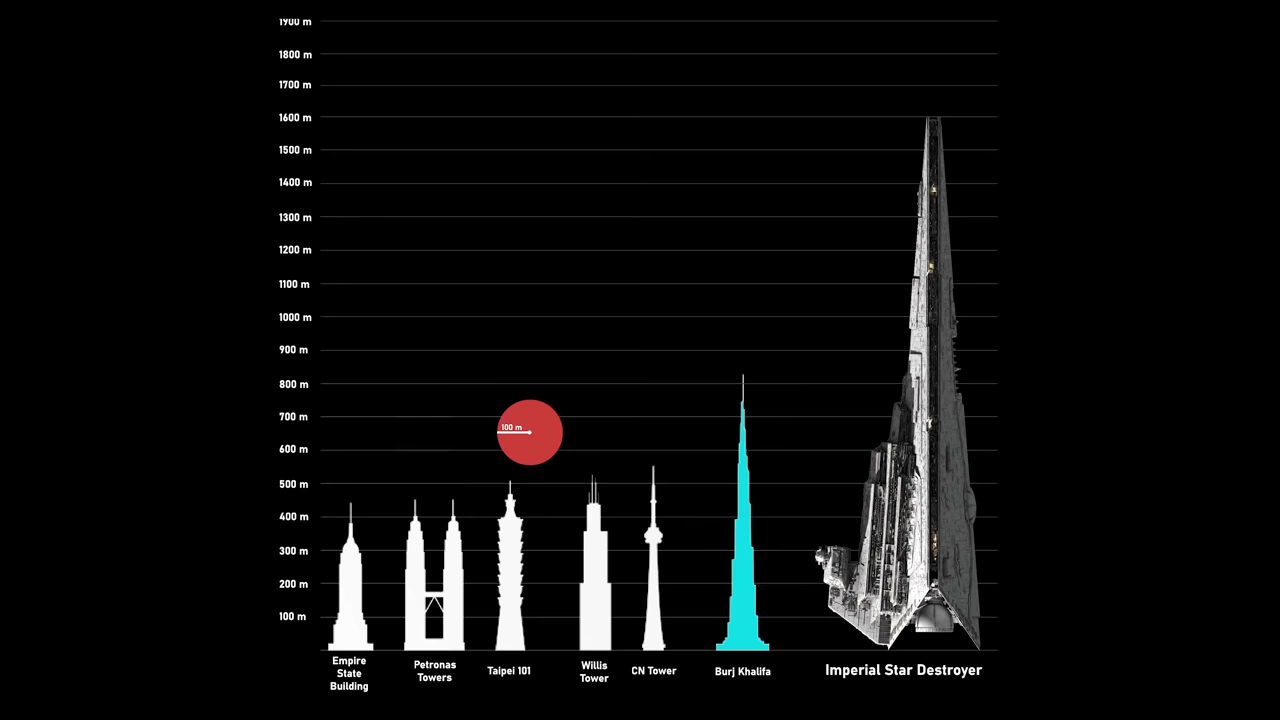 1900 m
1800 m
1700 m
1600 m
1500 m
1400 m
1300 m
1200 m
1100 m
1000 m
900 m
800 m
700 m
600 m
500 m
400 m
300 m
200 m
100 m
100 m
Empire
State
Building
Petronas
Towers
Taipei 101
Willis
Tower
CN Tower
Burj Khalifa
Imperial Star Destroyer